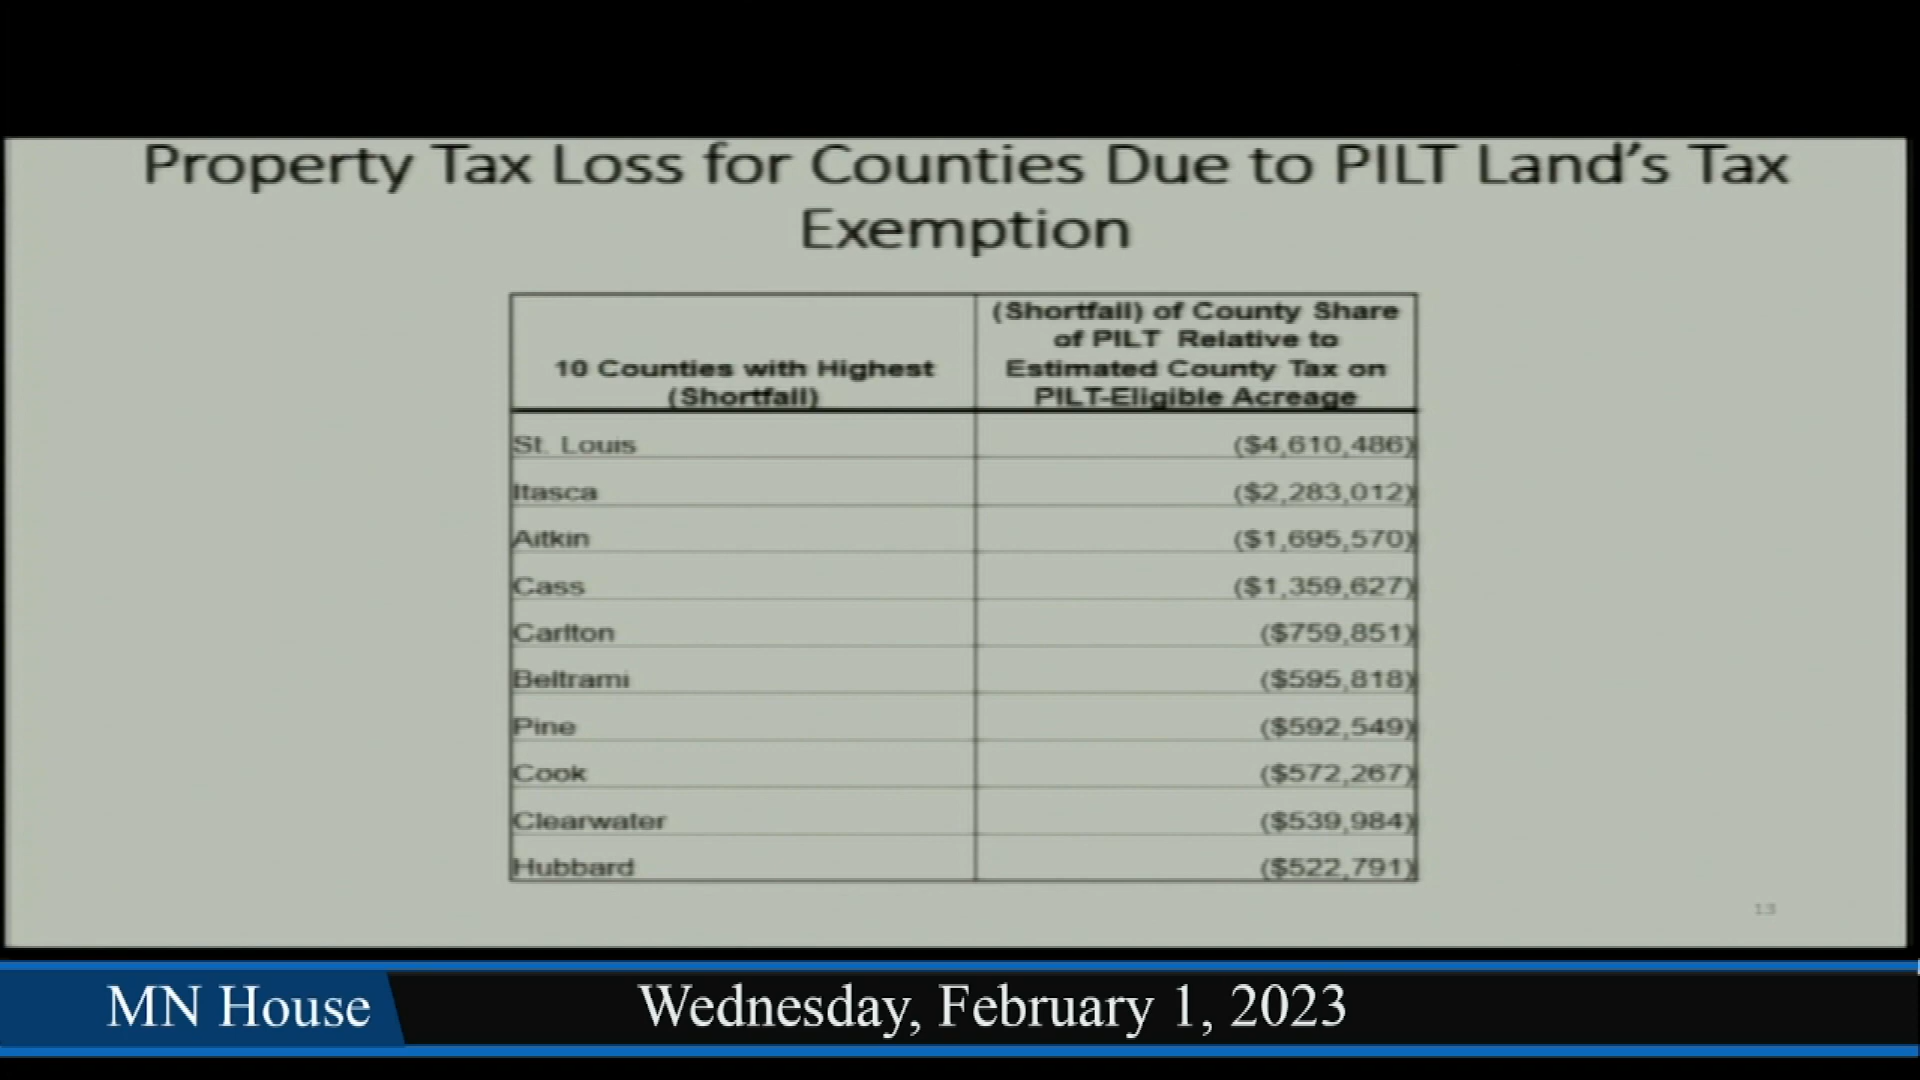 Property Tax Loss for Counties Due to PILT Land's Tax
Exemption
10 Counties with Highest
(Shortfall)
(Shortfall) of County Share
of PILT Relative to
Estimated County Tax on
PILT-Eligible Acreage
St. Louis ($4,610,486)
Itasca ($2,283,012)
Aitkin ($1,695,570)
Cass ($1,359,627)
Carlton ($759,851)
Beltrami ($595,818)
Pine ($592,549)
Cook ($572,267)
Clearwater ($539,984)
Hubbard ($522,791)
13
MN House
Wednesday, February 1, 2023